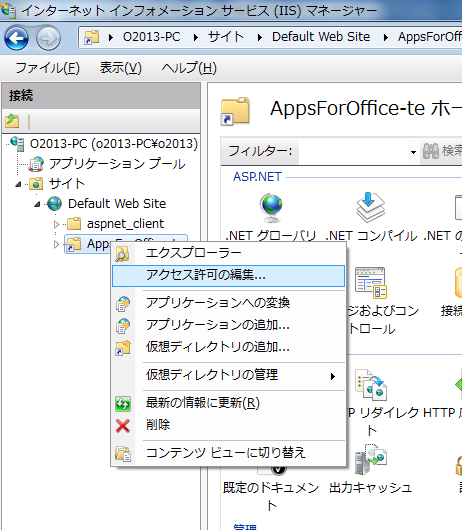 インターネット インフォメーション サービス (IIS) マネージャー
O2013-PC ▸ サイト ▸ Default Web Site ▸ AppsForOffi
ファイル(F) 表示(V) ヘルプ(H)
接続
O2013-PC (o2013-PC¥o2013)
アプリケーション プール
サイト
Default Web Site
aspnet_client
エクスプローラー
アクセス許可の編集...
アプリケーションへの変換
アプリケーションの追加...
仮想ディレクトリの追加...
仮想ディレクトリの管理
最新の情報に更新(R)
削除
コンテンツ ビューに切り替え
AppsForOffice-te ホー
フィルター: 検索
ASP.NET
.NET グローバリ .NET コンパイル .NET の
ジおよびコン
トロール
接続
リダイレク
ト
HTTP
既定のドキュメ
ント
出力キャッシュ
管理